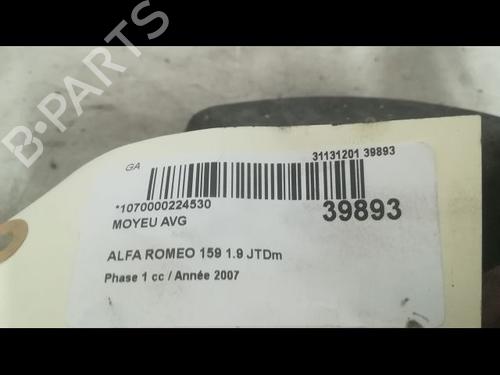 B-PARTS
GA
31131201 39893
*1070000224530
39893
MOYEU AVG
ALFA ROMEO 159 1.9 JTDm
Phase 1 cc / Année 2007